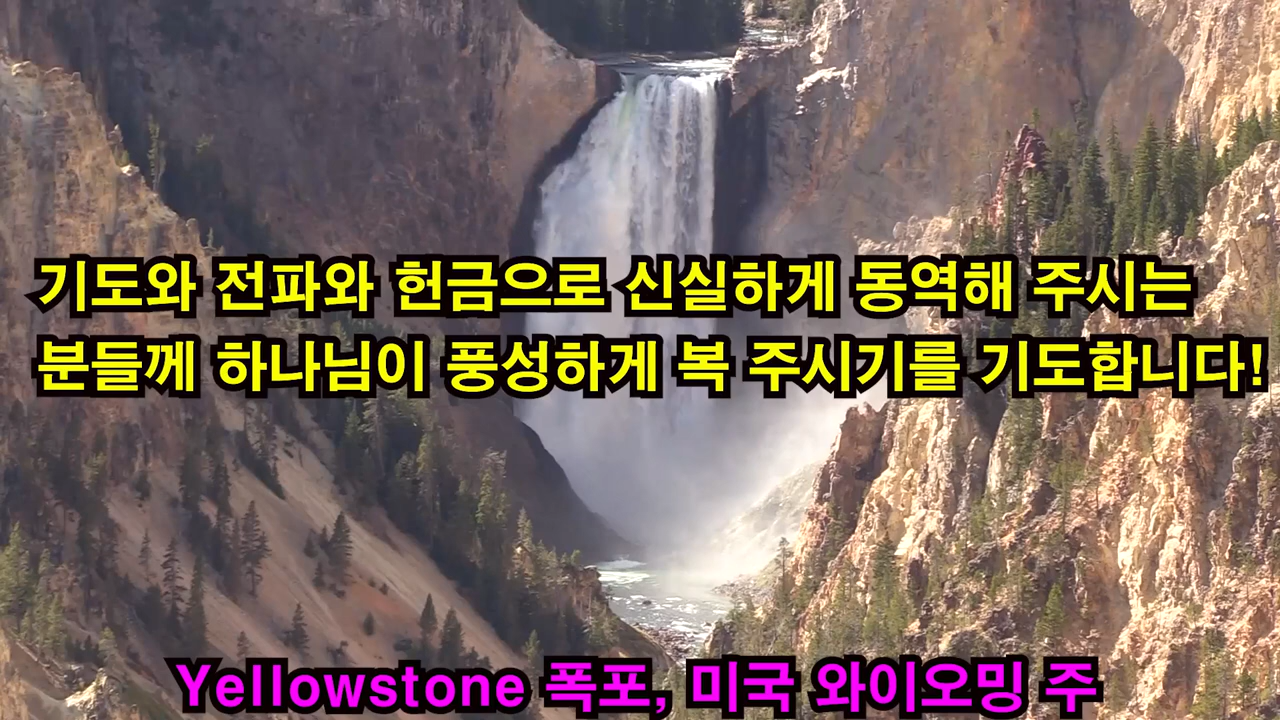 기도와 전파와 헌금으로 신실하게 동역해 주시는
분들께 하나님이 풍성하게 복 주시기를 기도합니다!
Yellowstone 폭포, 미국 와이오밍 주